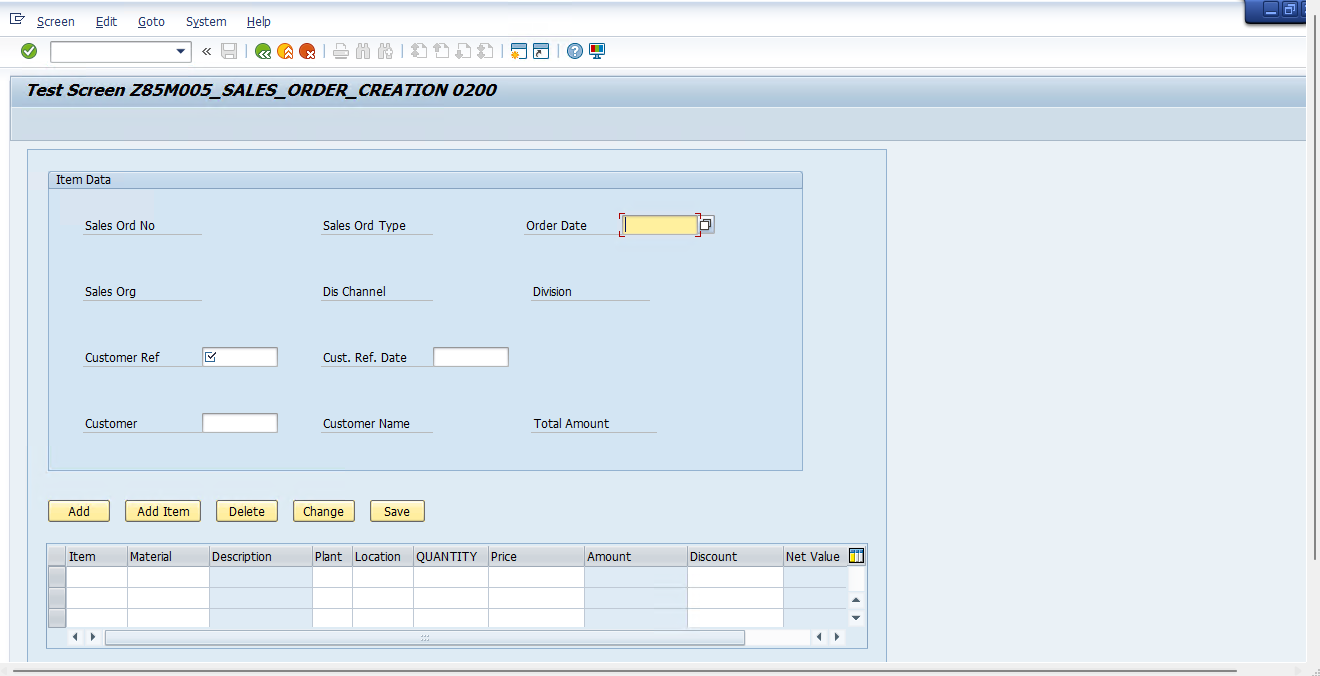 Screen Edit Goto System Help
Test Screen Z85M005_SALES_ORDER_CREATION 0200
Item Data
Sales Ord No Sales Ord Type Order Date
Sales Org Dis Channel Division
Customer Ref Cust. Ref. Date
Customer Customer Name Total Amount
Add Add Item Delete Change Save
Item Material Description Plant Location QUANTITY Price Amount Discount Net Value